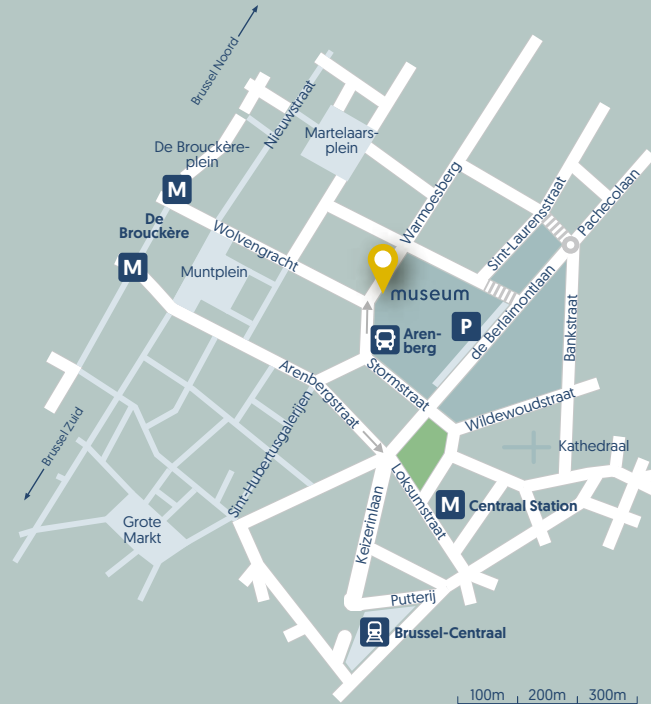 Brussel Noord
Nieuwstraat
Martelaars-
plein
De Brouckère-
plein
M
De
Brouckère
M
Wolvengracht
Muntplein
Warmoesberg
Sint-Laurensstraat
Pachecolaan
museum
P
Aren-
berg
de Berlaimontlaan
Bankstraat
Stormstraat
Arenbergstraat
Sint-Hubertusgalerijen
Wildewoudstraat
Kathedraal
Brussel Zuid
Grote
Markt
Loksumstraat
M
Centraal Station
Keizerinlaan
Putterij
Brussel-Centraal
100m
200m
300m